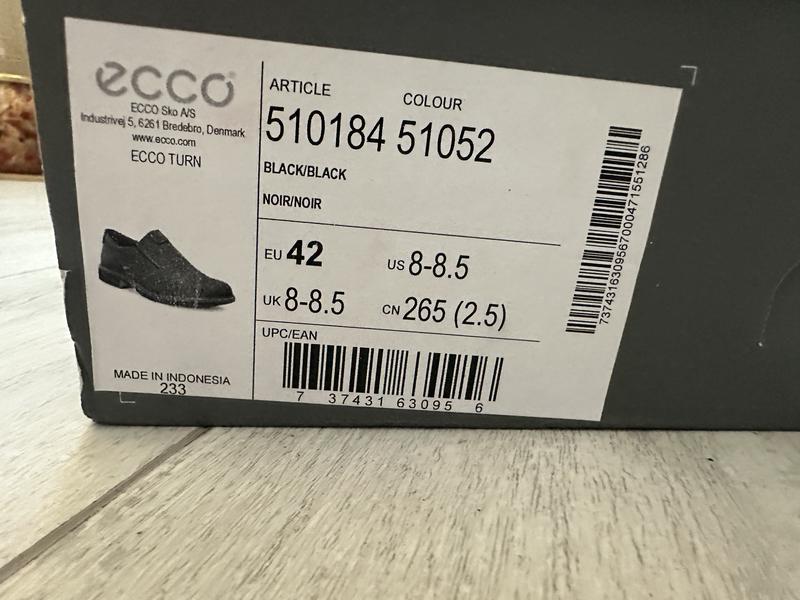 ecco
ECCO Sko A/S
Industrivej 5, 6261 Bredebro, Denmark
www.ecco.com
ECCO TURN
MADE IN INDONESIA
233
ARTICLE COLOUR
510184 51052
BLACK/BLACK
NOIR/NOIR
EU 42 US 8-8.5
UK 8-8.5 CN 265 (2.5)
UPC/EAN
7 37431 63095 6
7374316309567000471551286